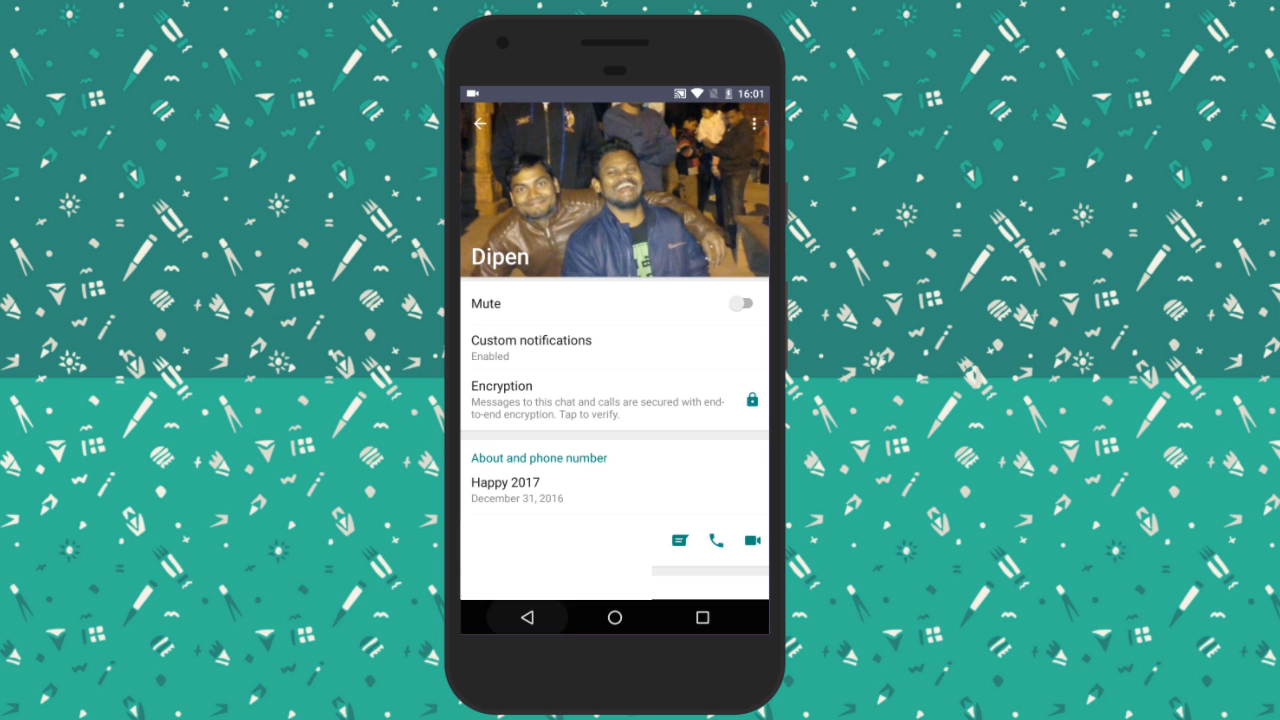 16:01
Dipen
Mute
Custom notifications
Enabled
Encryption
Messages to this chat and calls are secured with end-
to-end encryption. Tap to verify.
About and phone number
Happy 2017
December 31, 2016